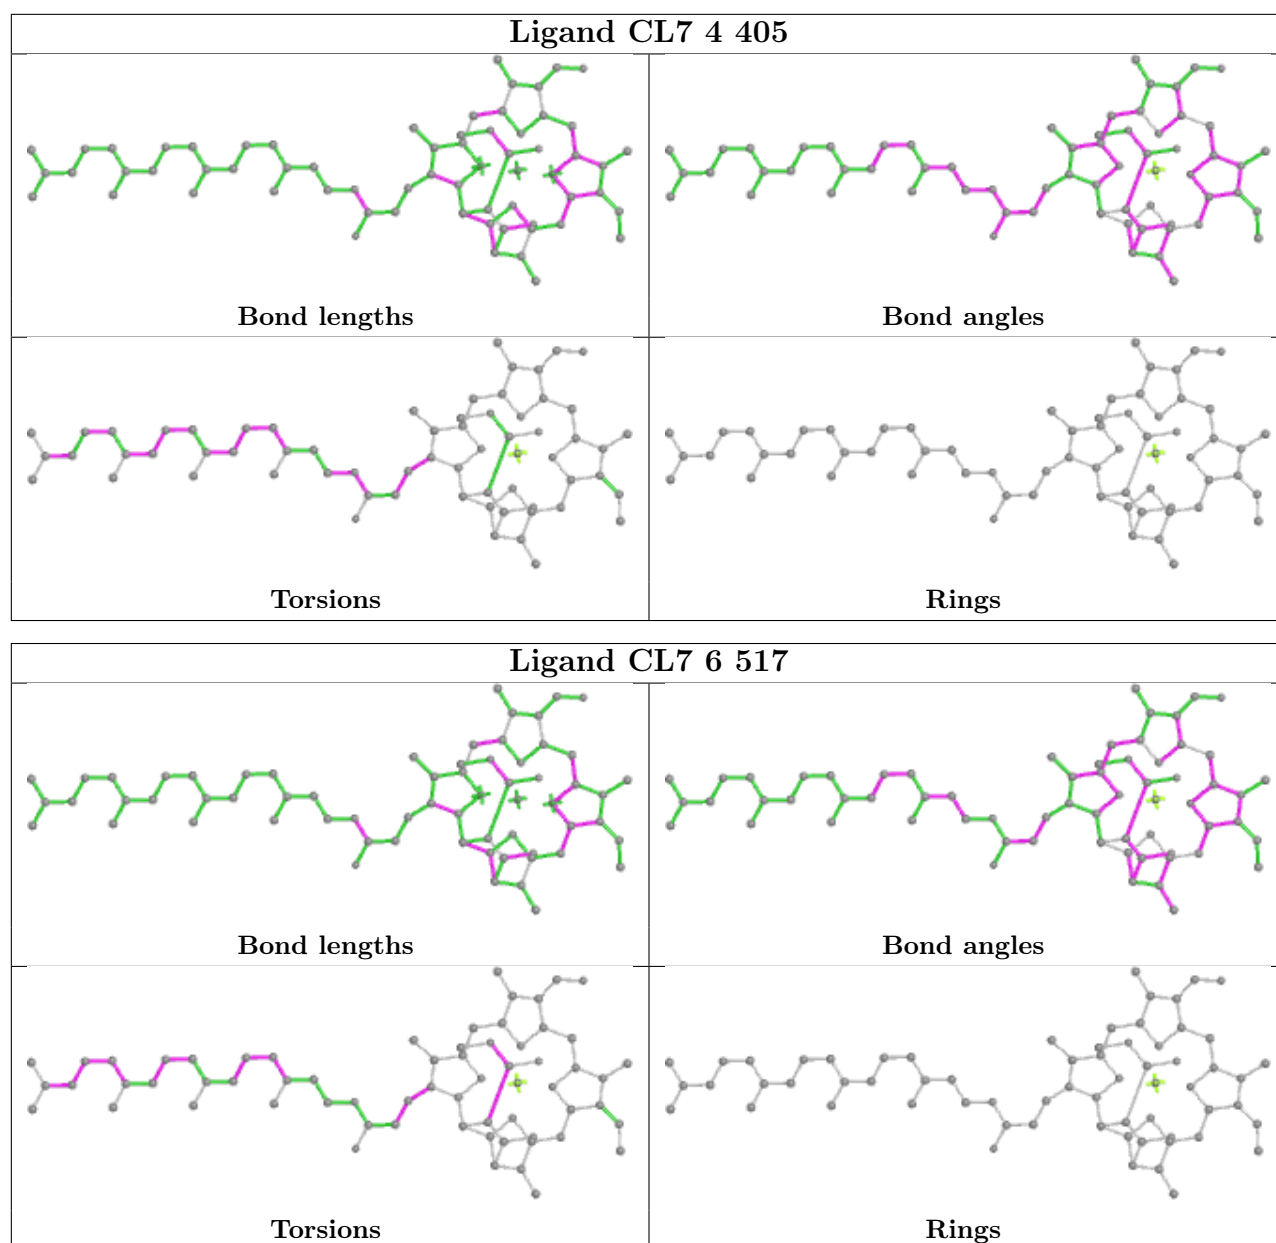 Ligand CL7 4 405
Bond lengths
Bond angles
Torsions
Rings
Ligand CL7 6 517
Bond lengths
Bond angles
Torsions
Rings